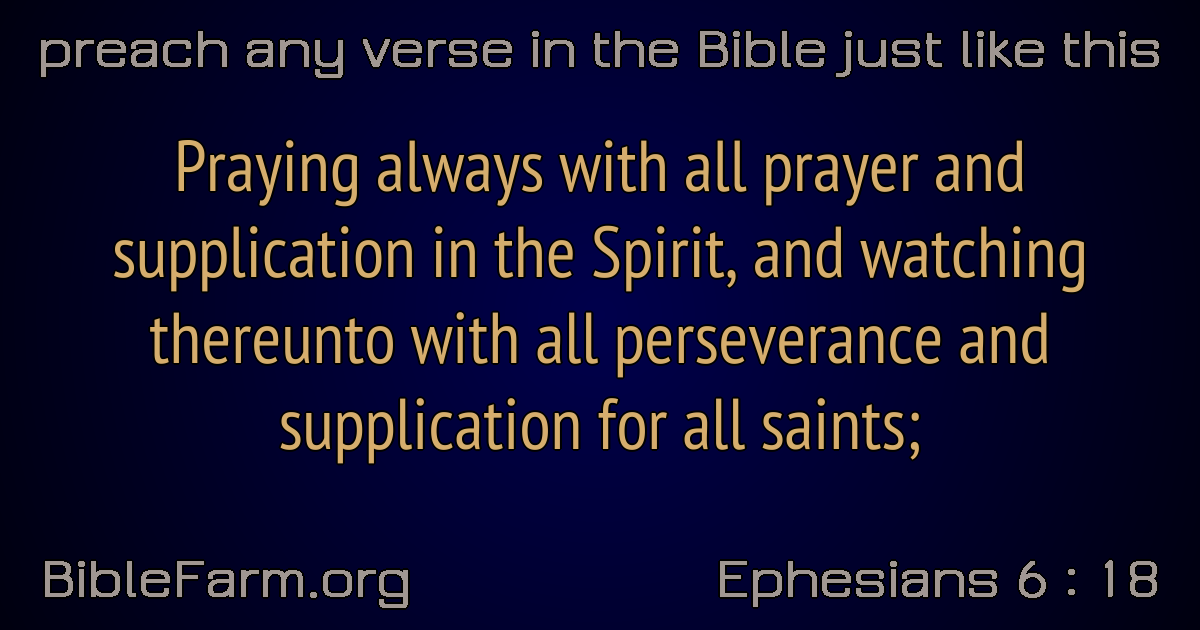 preach any verse in the Bible just like this
Praying always with all prayer and
supplication in the Spirit, and watching
thereunto with all perseverance and
supplication for all saints;
BibleFarm.org
Ephesians 6 : 18